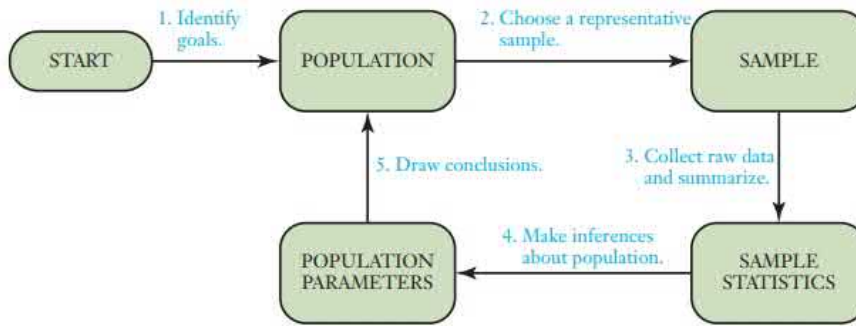 1. Identify
goals.
2. Choose a representative
sample.
START
POPULATION
SAMPLE
5. Draw conclusions.
3. Collect raw data
and summarize.
4. Make inferences
about population.
POPULATION
PARAMETERS
SAMPLE
STATISTICS